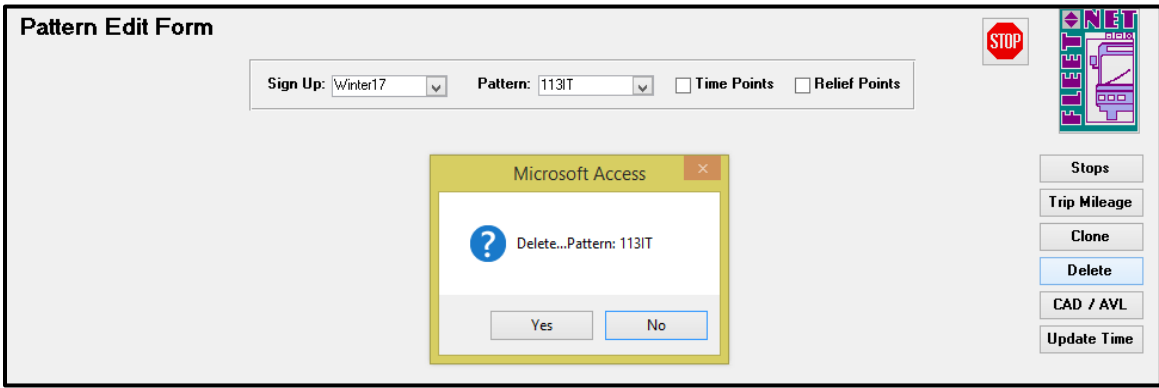 Pattern Edit Form
STOP
FLEET
NET
Sign Up: Winter17 Pattern: 113IT Time Points Relief Points
Microsoft Access
Delete...Pattern: 113IT
Yes No
Stops
Trip Mileage
Clone
Delete
CAD / AVL
Update Time